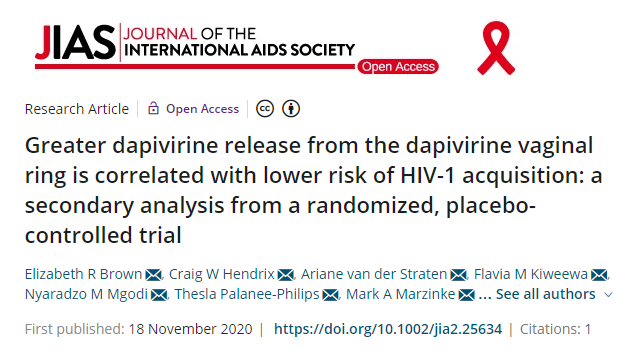 JIAS JOURNAL OF THE
INTERNATIONAL AIDS SOCIETY
Open Access
Research Article Open Access cc
Greater dapivirine release from the dapivirine vaginal
ring is correlated with lower risk of HIV-1 acquisition: a
secondary analysis from a randomized, placebo-
controlled trial
Elizabeth R Brown, Craig W Hendrix, Ariane van der Straten, Flavia M Kiweewa,
Nyaradzo M Mgodi, Thesla Palanee-Philips, Mark A Marzinke ... See all authors
First published: 18 November 2020 | https://doi.org/10.1002/jia2.25634 | Citations: 1